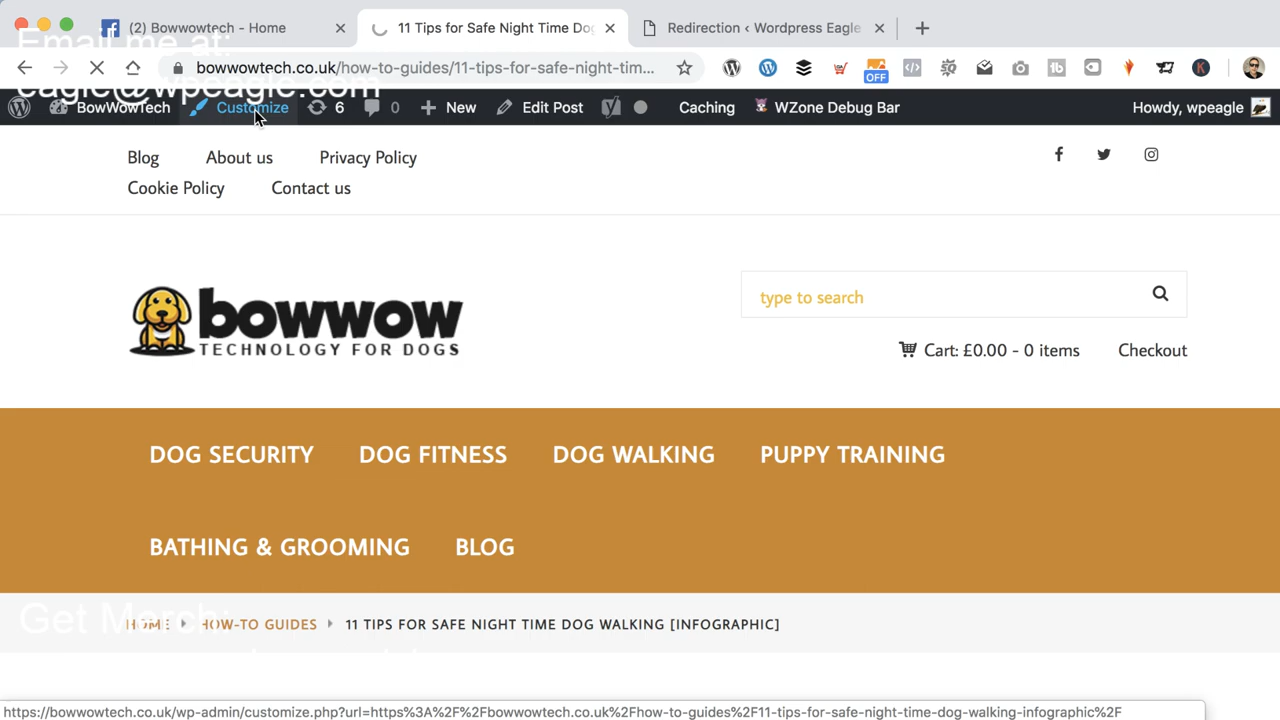 (2) Bowwowtech - Home
11 Tips for Safe Night Time Do
Redirection ‹ Wordpress Eagle
Email me at:
bowwowtech.co.uk/how-to-guides/11-tips-for-safe-night-tim...
OFF
eagle@wpeagle.com
BowWowTech
Customize
6
0
New
Edit Post
Caching
WZone Debug Bar
Howdy, wpeagle
Blog
About us
Privacy Policy
Cookie Policy
Contact us
bowwow
TECHNOLOGY FOR DOGS
type to search
Cart: £0.00 - 0 items
Checkout
DOG SECURITY
DOG FITNESS
DOG WALKING
PUPPY TRAINING
BATHING & GROOMING
BLOG
Get Merch:
HOME
HOW-TO GUIDES
11 TIPS FOR SAFE NIGHT TIME DOG WALKING [INFOGRAPHIC]
https://bowwowtech.co.uk/wp-admin/customize.php?url=https%3A%2F%2Fbowwowtech.co.uk%2Fhow-to-guides%2F11-tips-for-safe-night-time-dog-walking-infographic%2F